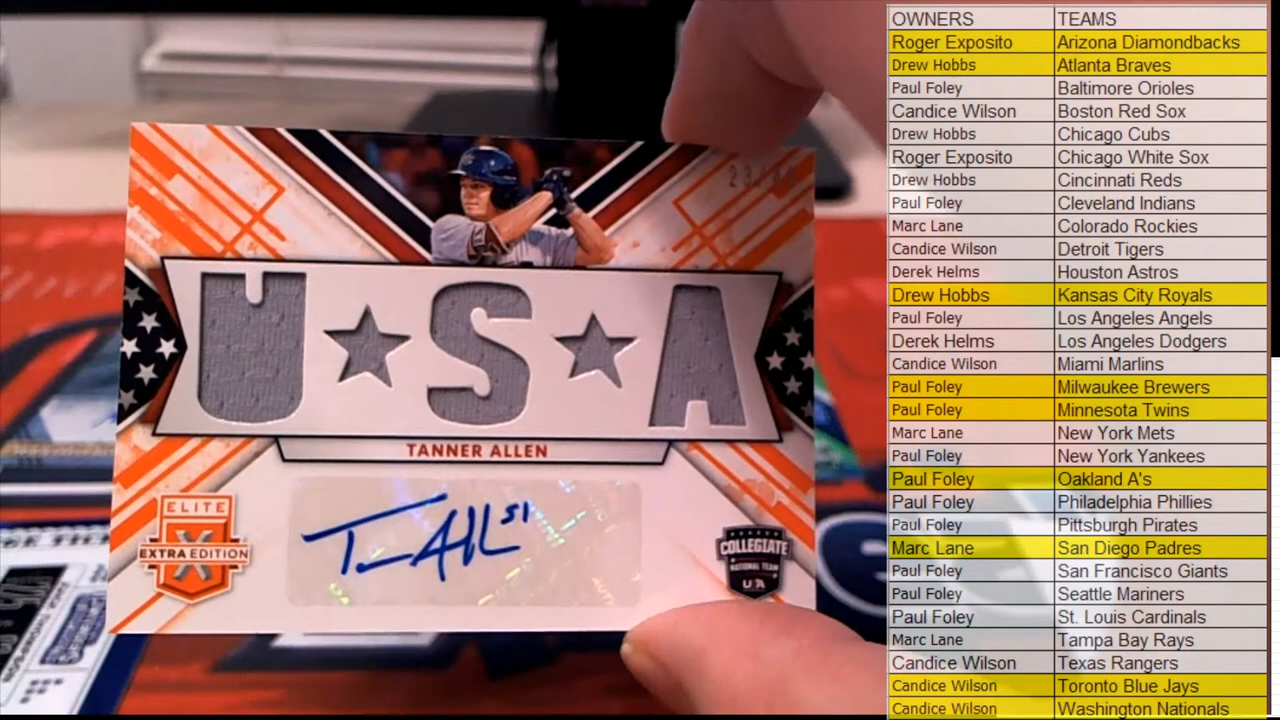 USA
TANNER ALLEN
51
ELITE
EXTRA EDITION
X
COLLEGIATE
NATIONAL TEAM
USA
OWNERS TEAMS
Roger Exposito Arizona Diamondbacks
Drew Hobbs Atlanta Braves
Paul Foley Baltimore Orioles
Candice Wilson Boston Red Sox
Drew Hobbs Chicago Cubs
Roger Exposito Chicago White Sox
Drew Hobbs Cincinnati Reds
Paul Foley Cleveland Indians
Marc Lane Colorado Rockies
Candice Wilson Detroit Tigers
Derek Helms Houston Astros
Drew Hobbs Kansas City Royals
Paul Foley Los Angeles Angels
Derek Helms Los Angeles Dodgers
Candice Wilson Miami Marlins
Paul Foley Milwaukee Brewers
Paul Foley Minnesota Twins
Marc Lane New York Mets
Paul Foley New York Yankees
Paul Foley Oakland A's
Paul Foley Philadelphia Phillies
Paul Foley Pittsburgh Pirates
Marc Lane San Diego Padres
Paul Foley San Francisco Giants
Paul Foley Seattle Mariners
Paul Foley St. Louis Cardinals
Marc Lane Tampa Bay Rays
Candice Wilson Texas Rangers
Candice Wilson Toronto Blue Jays
Candice Wilson Washington Nationals